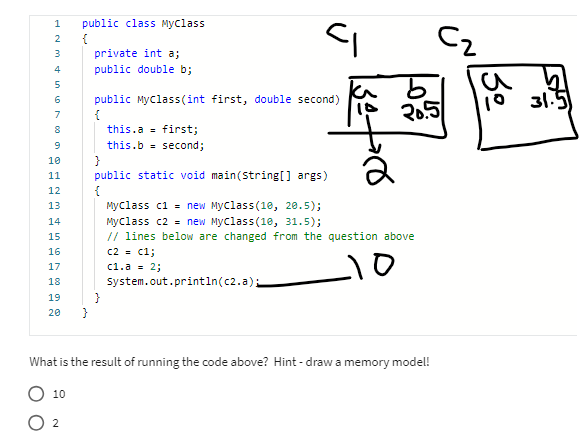 1 public class MyClass
2 {
3 private int a;
4 public double b;
5
6 public MyClass(int first, double second)
7 {
8 this.a = first;
9 this.b = second;
10 }
11 public static void main(String[] args)
12 {
13 MyClass c1 = new MyClass(10, 20.5);
14 MyClass c2 = new MyClass(10, 31.5);
15 // lines below are changed from the question above
16 c2 = c1;
17 c1.a = 2;
18 System.out.println(c2.a);
19 }
20 }
C1 C2
a b
10 20.5
2
a b
10 31.5
10
What is the result of running the code above? Hint - draw a memory model!
10
2